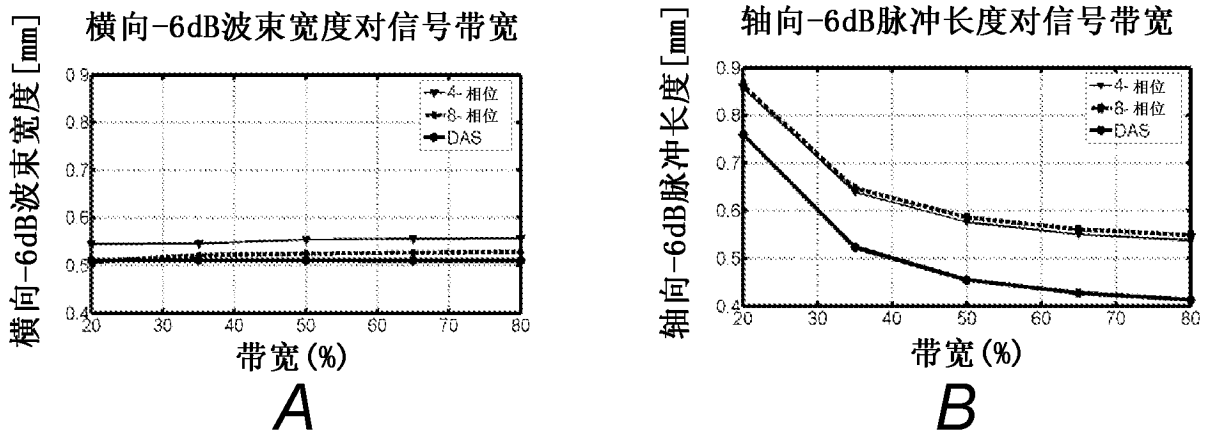 横向-6dB波束宽度对信号带宽
横向-6dB波束宽度[mm]
0.9
0.8
0.7
0.6
0.5
0.4
20 30 40 50 60 70 80
4-相位
8-相位
DAS
带宽(%)
A
轴向-6dB脉冲长度对信号带宽
轴向-6dB脉冲长度[mm]
0.9
0.8
0.7
0.6
0.5
0.4
20 30 40 50 60 70 80
4-相位
8-相位
DAS
带宽(%)
B